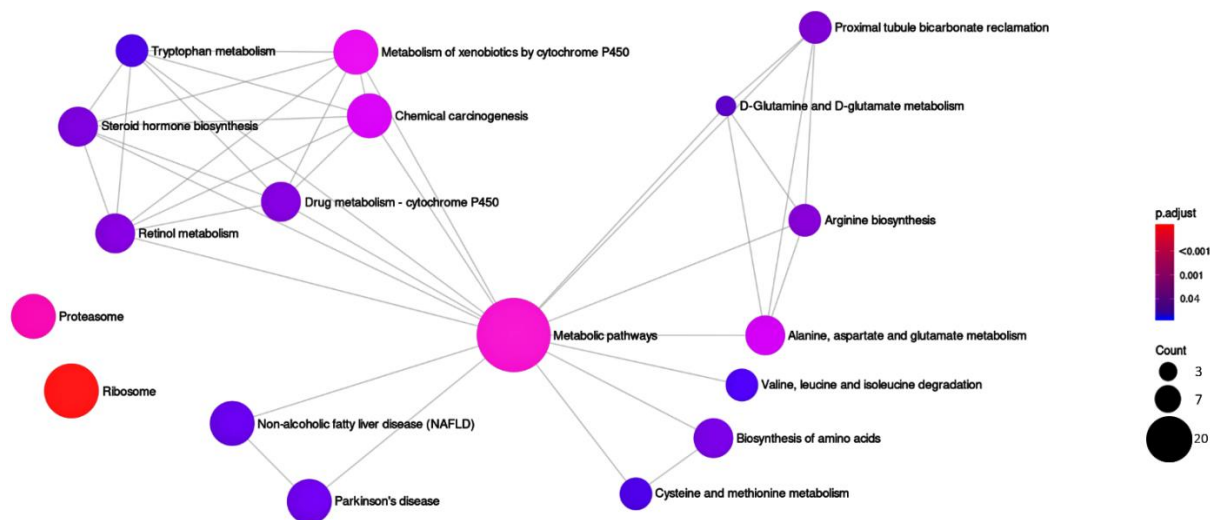 Proximal tubule bicarbonate reclamation
Tryptophan metabolism
Metabolism of xenobiotics by cytochrome P450
D-Glutamine and D-glutamate metabolism
Chemical carcinogenesis
Steroid hormone biosynthesis
Drug metabolism - cytochrome P450
Arginine biosynthesis
Retinol metabolism
Proteasome
Metabolic pathways
Alanine, aspartate and glutamate metabolism
Valine, leucine and isoleucine degradation
Ribosome
Non-alcoholic fatty liver disease (NAFLD)
Biosynthesis of amino acids
Parkinson's disease
Cysteine and methionine metabolism
p.adjust
<0.001
0.001
0.04
Count
3
7
20